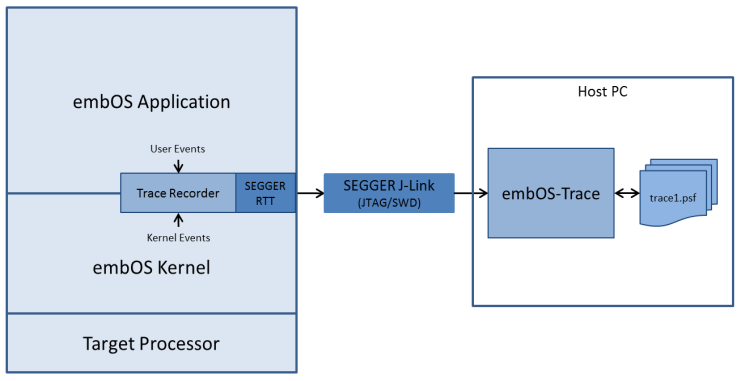 embOS Application
User Events
Trace Recorder
SEGGER
RTT
Kernel Events
embOS Kernel
Target Processor
SEGGER J-Link
(JTAG/SWD)
Host PC
embOS-Trace
trace1.psf